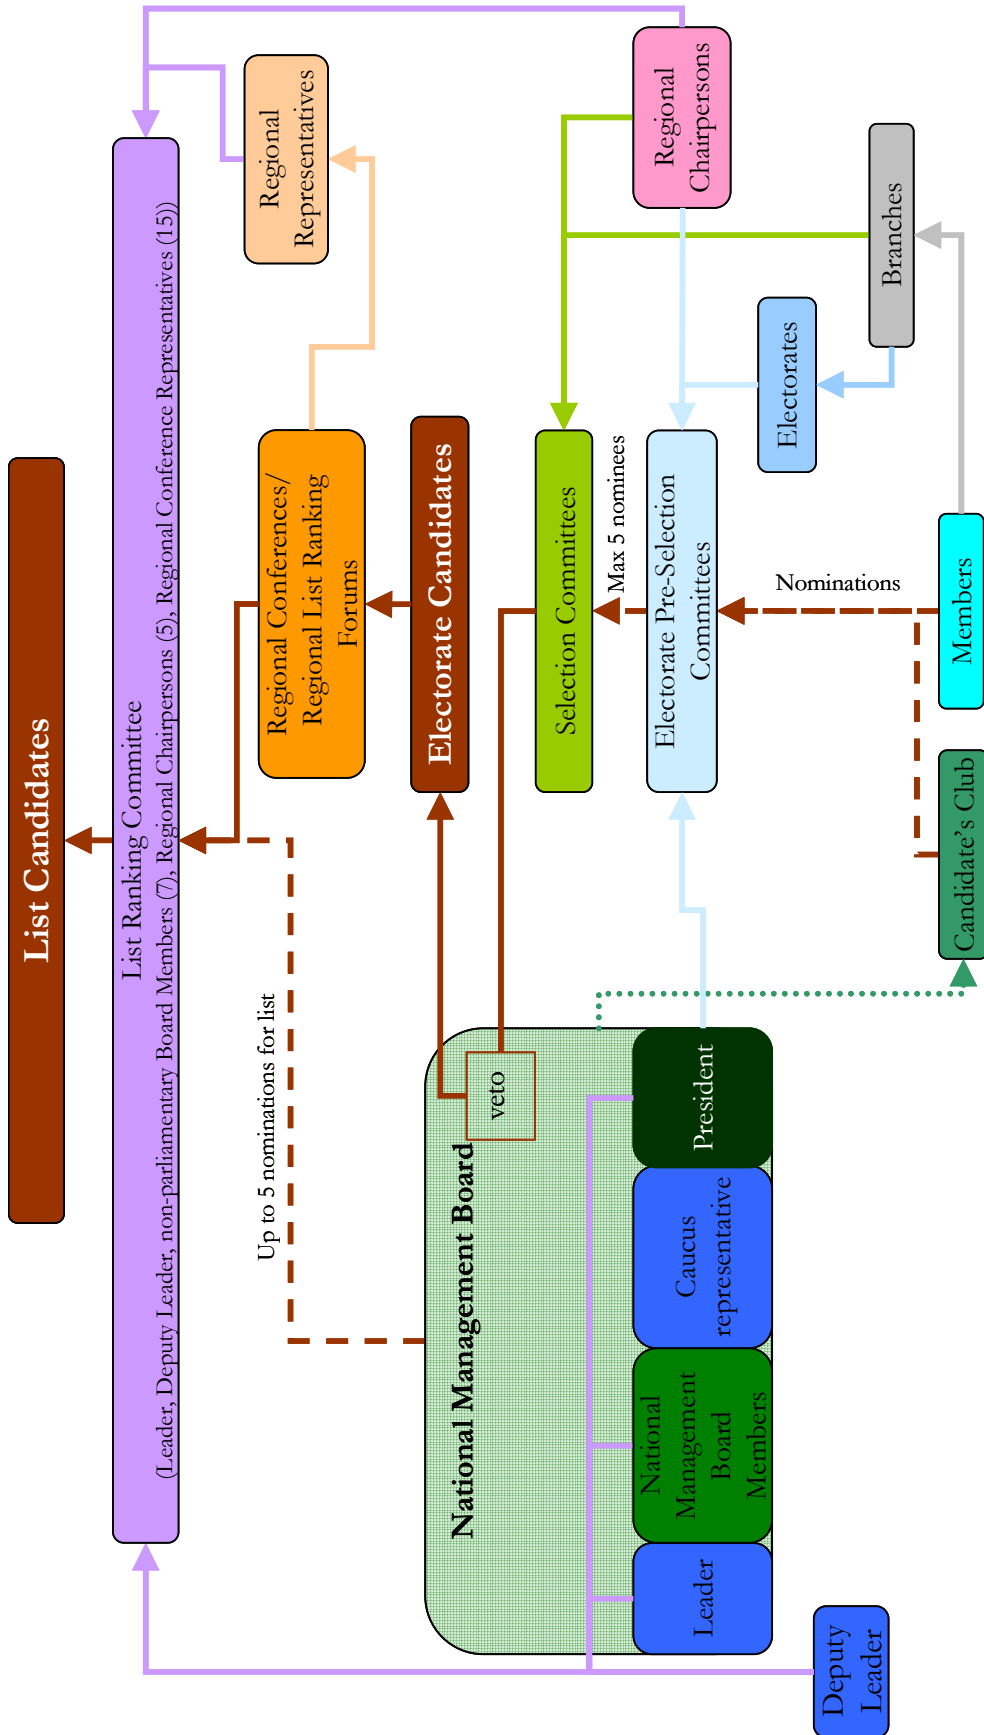 List Candidates
List Ranking Committee
(Leader, Deputy Leader, non-parliamentary Board Members (7), Regional Chairpersons (5), Regional Conference Representatives (15))
Regional
Representatives
Up to 5 nominations for list
Regional Conferences/
Regional List Ranking
Forums
Electorate Candidates
National Management Board
veto
Selection Committees
Max 5 nominees
Regional
Chairpersons
Leader
National
Management
Board
Members
Caucus
representative
President
Electorate Pre-Selection
Committees
Electorates
Nominations
Branches
Deputy
Leader
Candidate's Club
Members